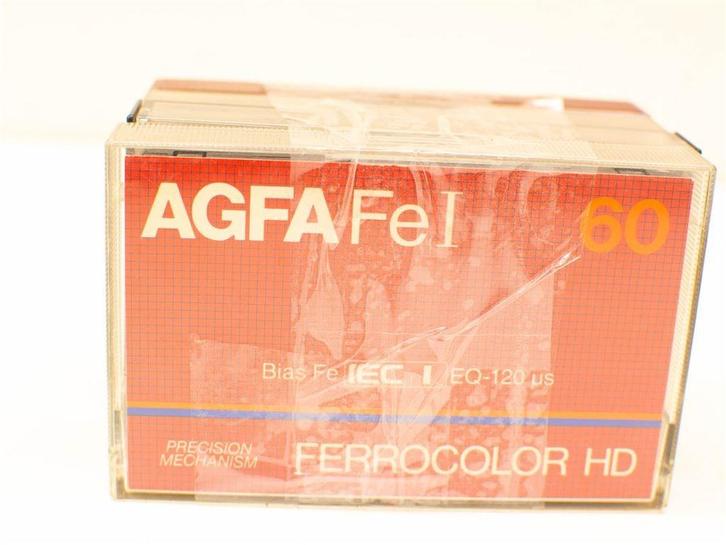 AGFA Fe I 60
Bias Fe IEC I EQ-120 µs
PRECISION
MECHANISM
FERROCOLOR HD